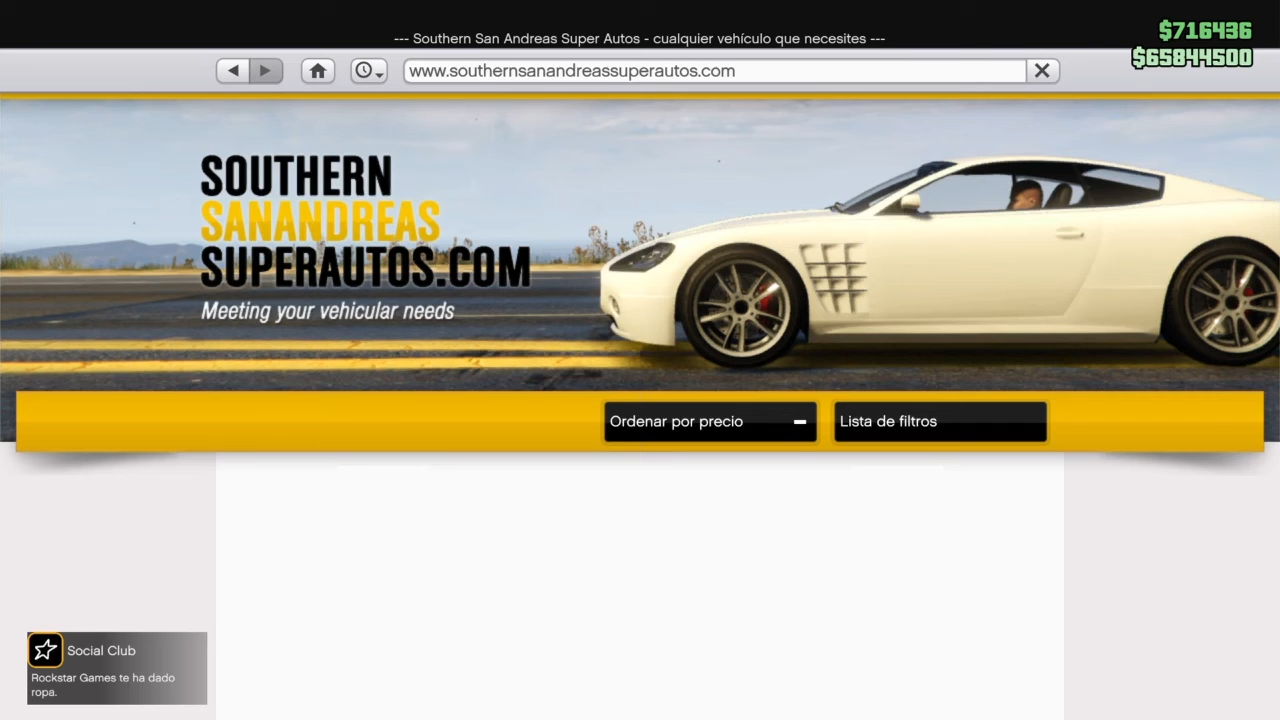 --- Southern San Andreas Super Autos - cualquier vehículo que necesites ---
$716436
$65844500
www.southernsanandreassuperautos.com
SOUTHERN
SANANDREAS
SUPERAUTOS.COM
Meeting your vehicular needs
Ordenar por precio
Lista de filtros
Social Club
Rockstar Games te ha dado
ropa.